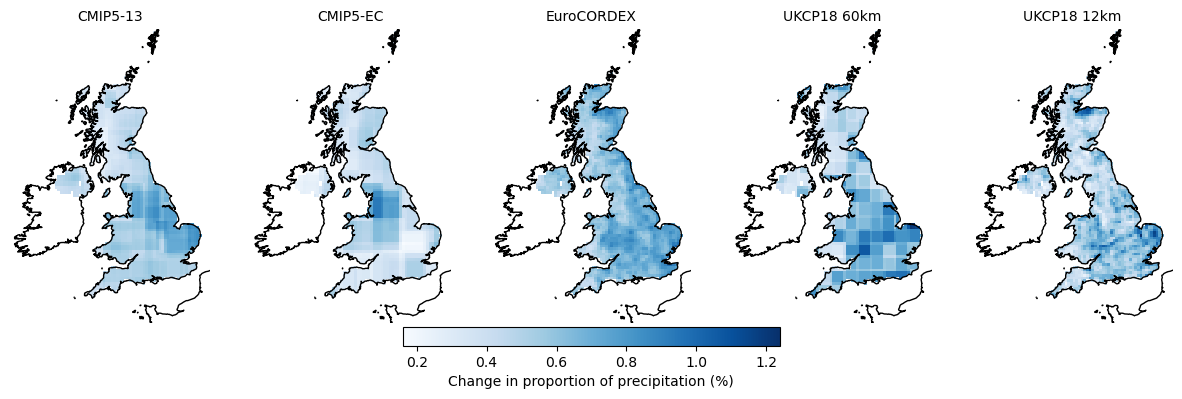 CMIP5-13 CMIP5-EC EuroCORDEX UKCP18 60km UKCP18 12km
0.2 0.4 0.6 0.8 1.0 1.2
Change in proportion of precipitation (%)